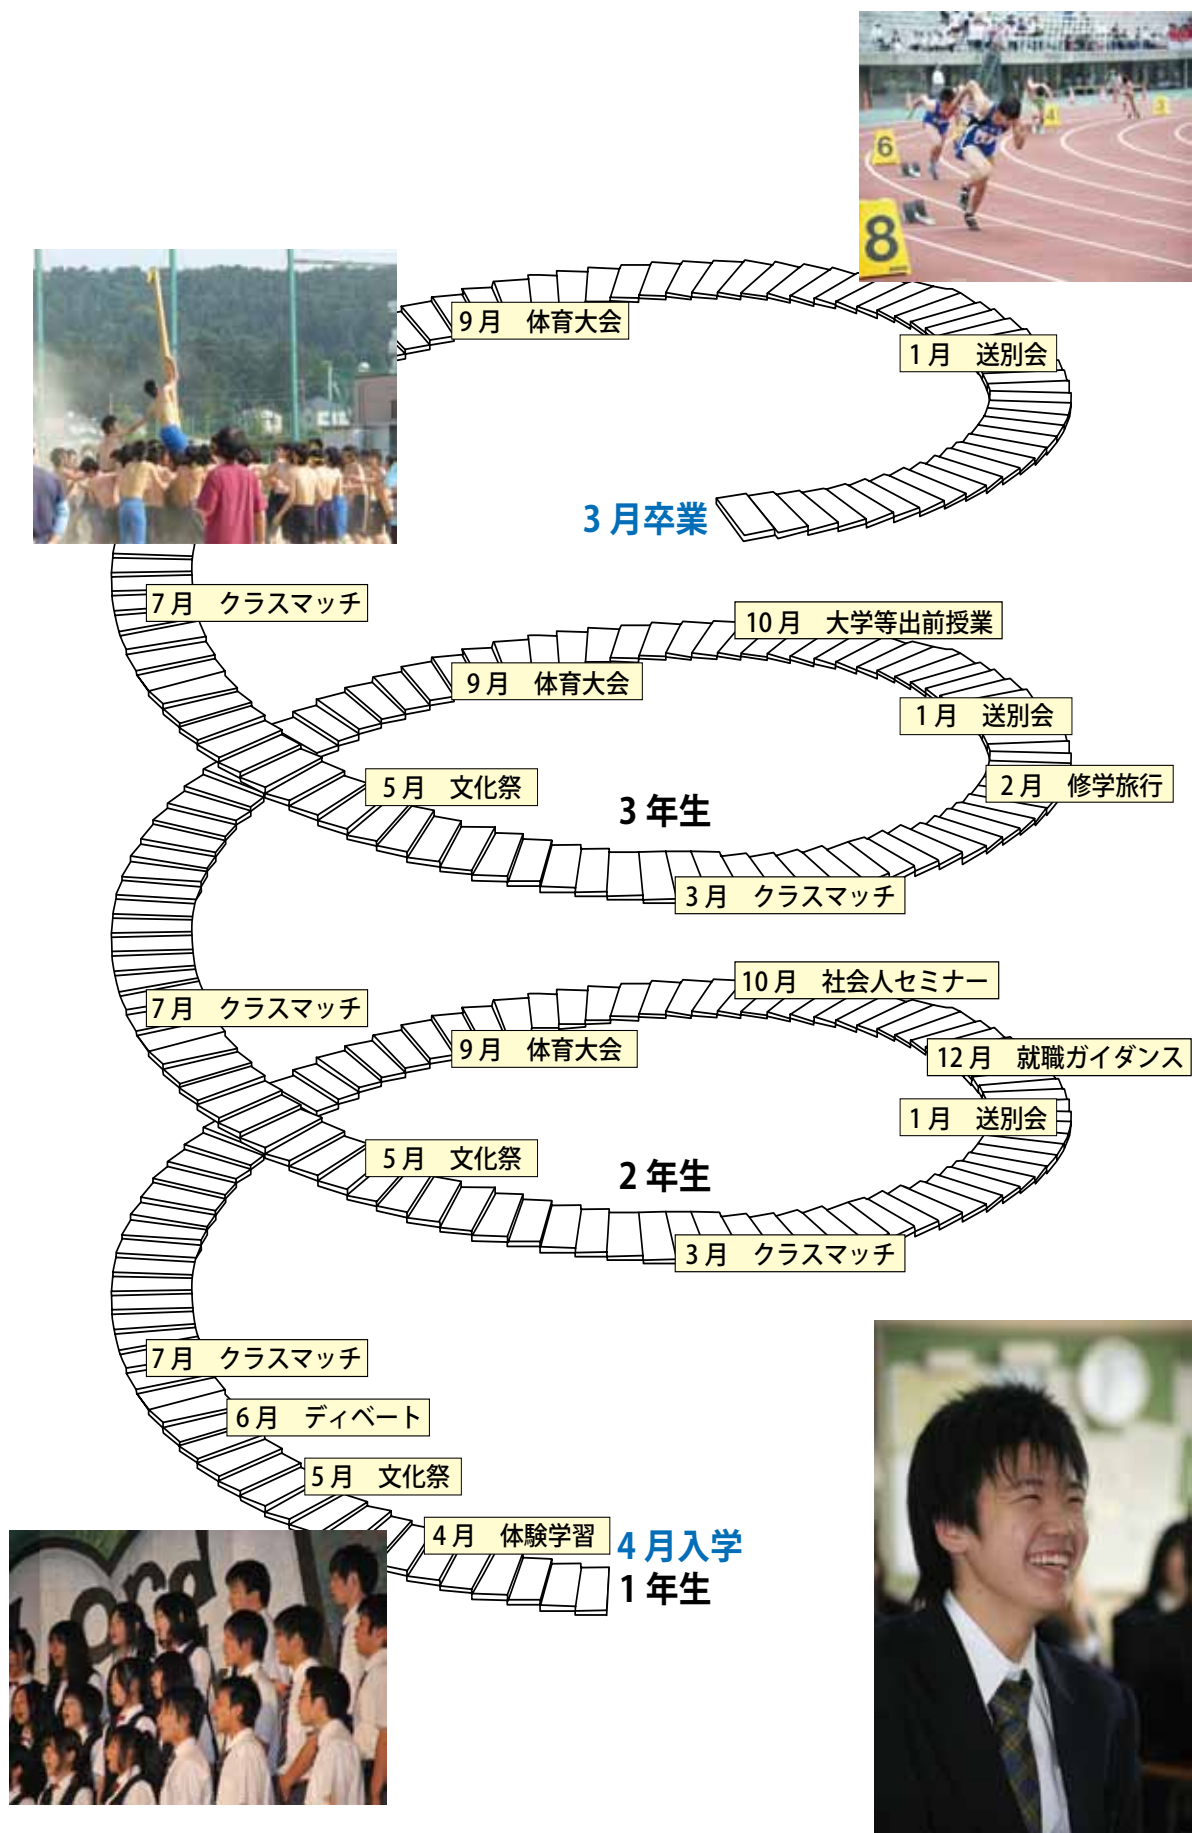 9月　体育大会
1月　送別会
3月卒業
7月　クラスマッチ
10月　大学等出前授業
9月　体育大会
1月　送別会
2月　修学旅行
5月　文化祭
3年生
3月　クラスマッチ
10月　社会人セミナー
7月　クラスマッチ
9月　体育大会
12月　就職ガイダンス
1月　送別会
5月　文化祭
2年生
3月　クラスマッチ
7月　クラスマッチ
6月　ディベート
5月　文化祭
4月　体験学習
4月入学
1年生
6
4
3
8